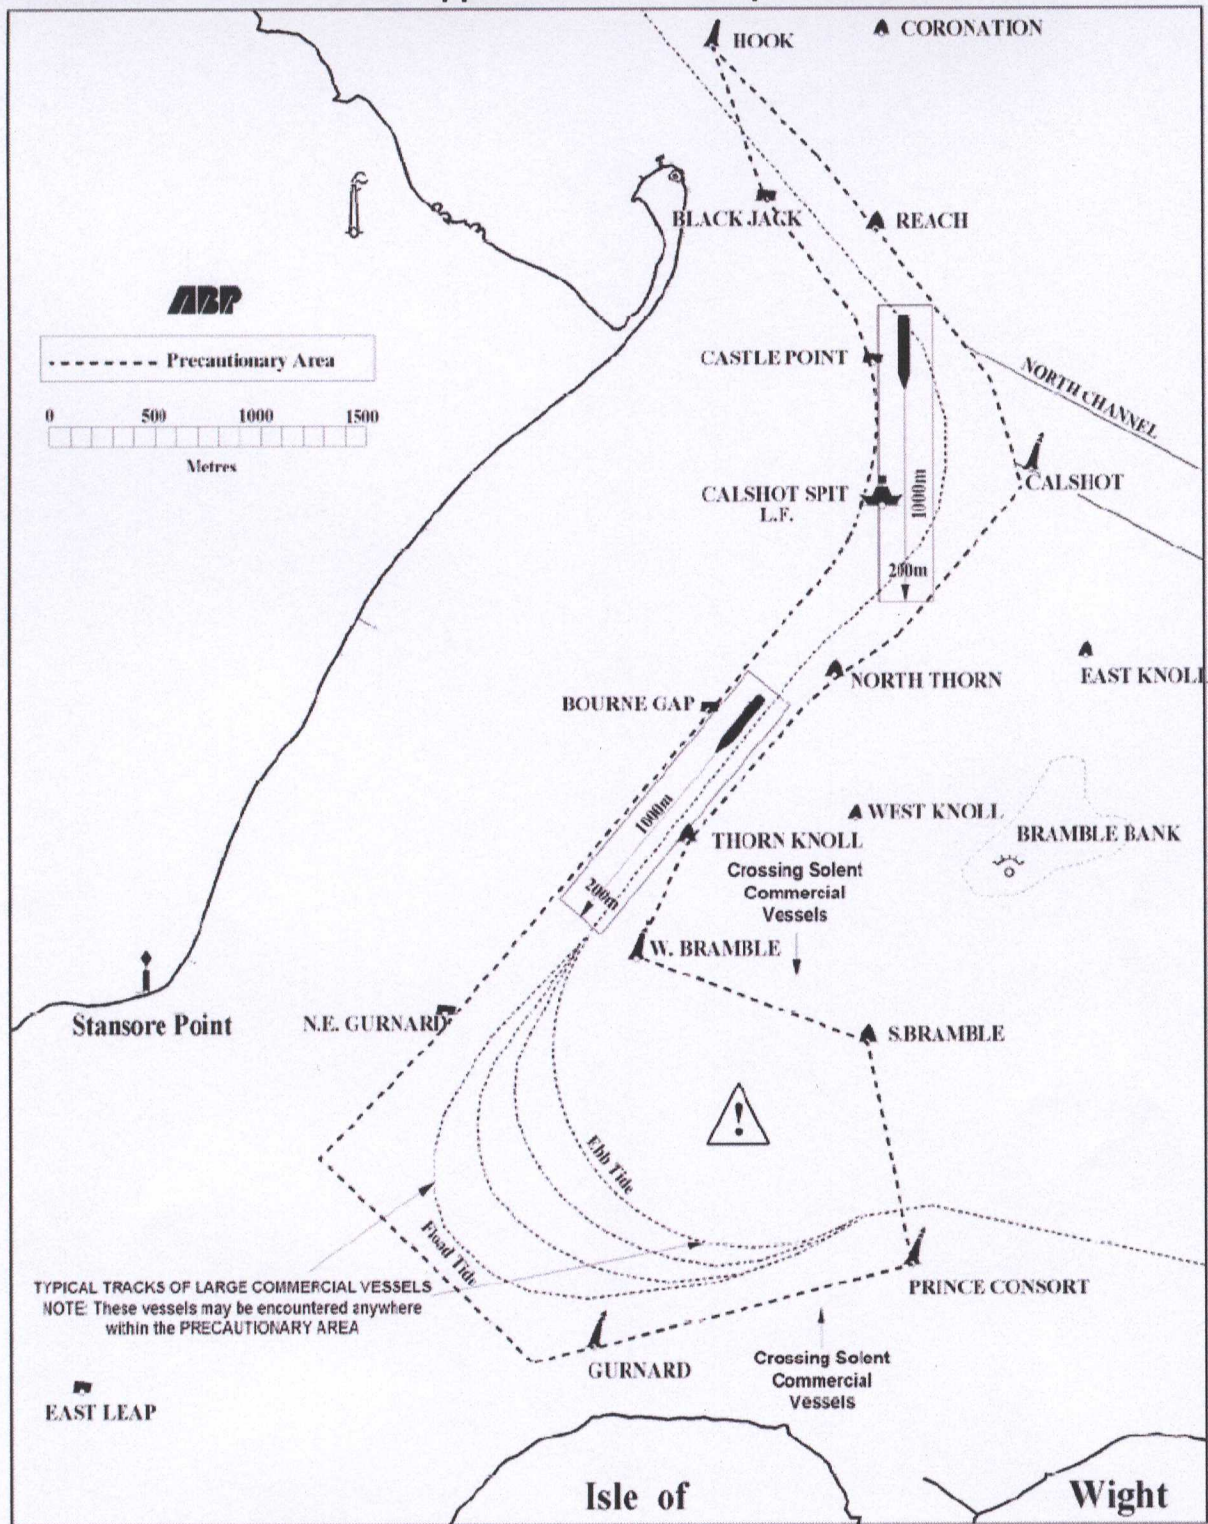 HOOK
CORONATION
BLACK JACK
REACH
ABP
Precautionary Area
0 500 1000 1500
Metres
CASTLE POINT
NORTH CHANNEL
CALSHOT SPIT
L.F.
CALSHOT
1000m
200m
NORTH THORN
EAST KNOLL
BOURNE GAP
1000m
200m
WEST KNOLL
BRAMBLE BANK
THORN KNOLL
Crossing Solent
Commercial
Vessels
W. BRAMBLE
Stansore Point
N.E. GURNARD
S.BRAMBLE
!
Ebb Tide
Flood Tide
TYPICAL TRACKS OF LARGE COMMERCIAL VESSELS
NOTE: These vessels may be encountered anywhere
within the PRECAUTIONARY AREA
PRINCE CONSORT
GURNARD
Crossing Solent
Commercial
Vessels
EAST LEAP
Isle of
Wight